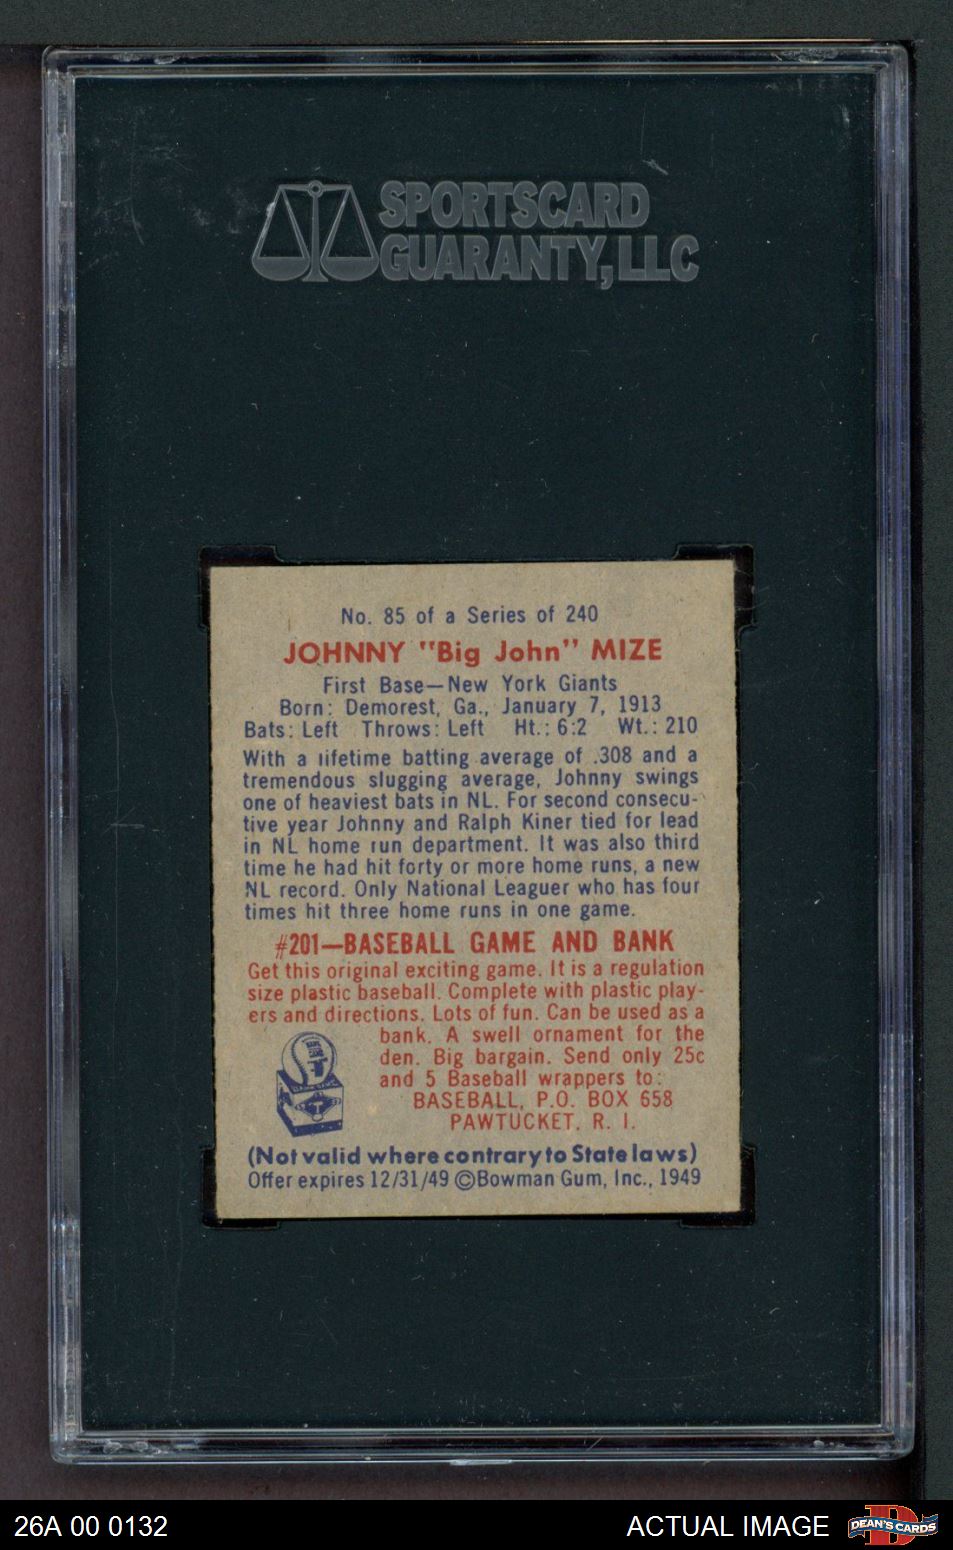 SPORTSCARD
GUARANTY, LLC
No. 85 of a Series of 240
JOHNNY "Big John" MIZE
First Base—New York Giants
Born: Demorest, Ga., January 7, 1913
Bats: Left Throws: Left Ht.: 6:2 Wt.: 210
With a lifetime batting average of .308 and a
tremendous slugging average, Johnny swings
one of heaviest bats in NL. For second consecu-
tive year Johnny and Ralph Kiner tied for lead
in NL home run department. It was also third
time he had hit forty or more home runs, a new
NL record. Only National Leaguer who has four
times hit three home runs in one game.
#201—BASEBALL GAME AND BANK
Get this original exciting game. It is a regulation
size plastic baseball. Complete with plastic play-
ers and directions. Lots of fun. Can be used as a
bank. A swell ornament for the
den. Big bargain. Send only 25c
and 5 Baseball wrappers to:
BASEBALL, P.O. BOX 658
PAWTUCKET, R. I.
(Not valid where contrary to State laws)
Offer expires 12/31/49 ©Bowman Gum, Inc., 1949
26A 00 0132
ACTUAL IMAGE
DEAN'S CARDS